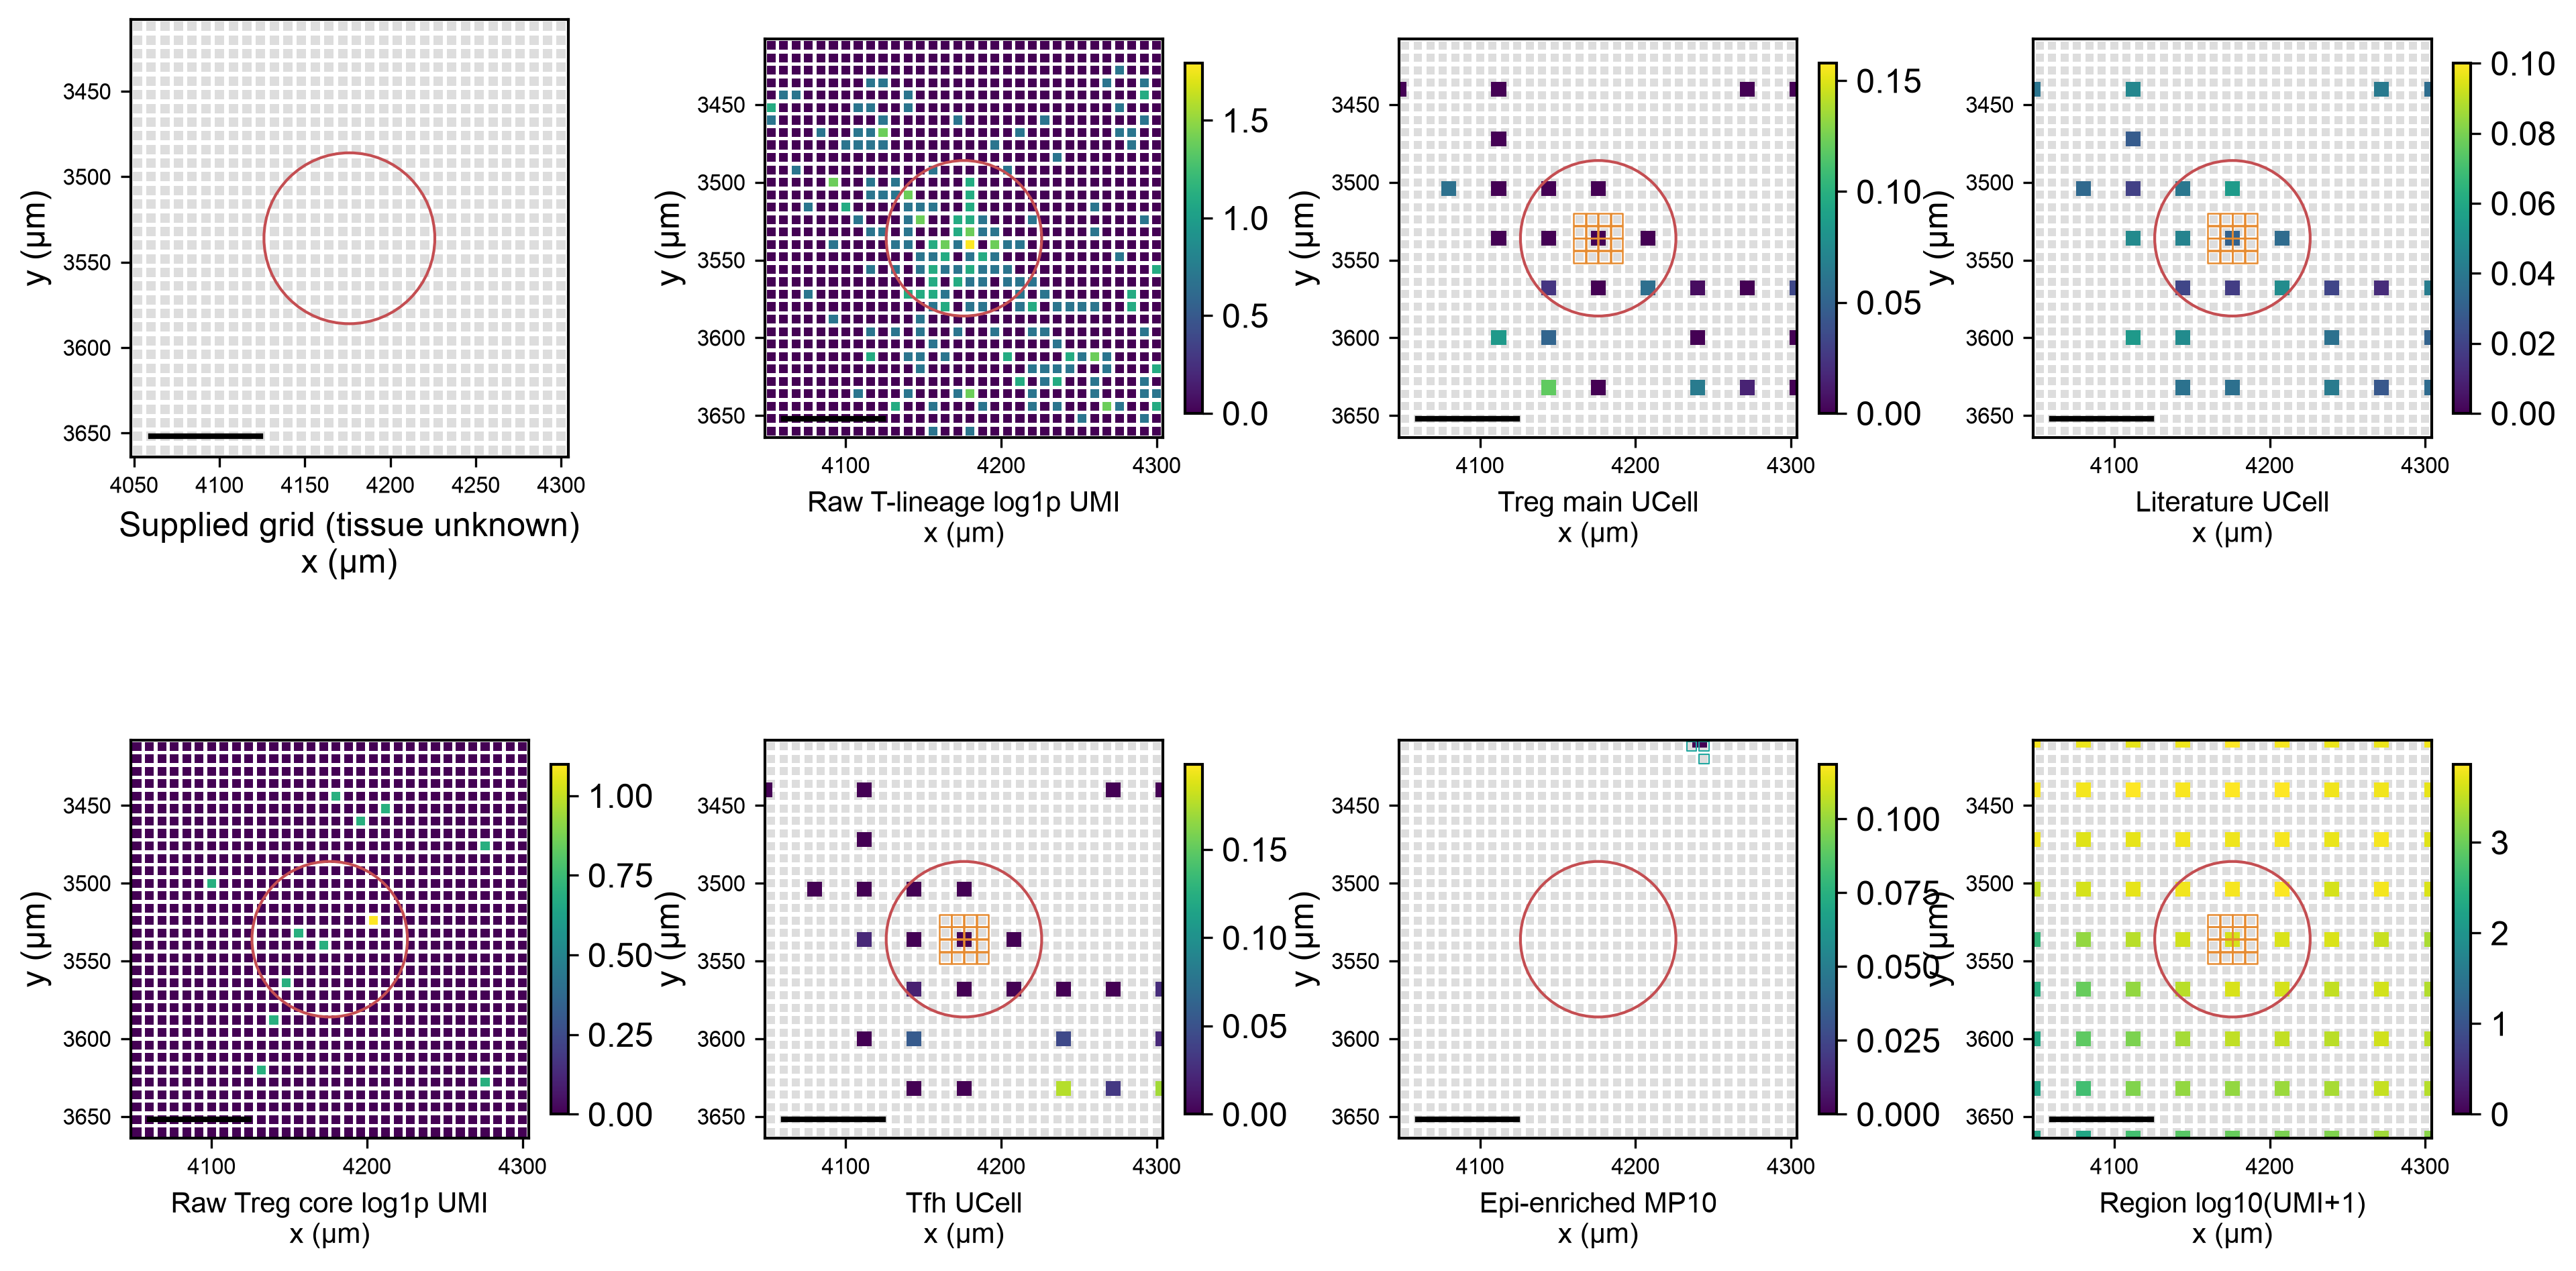 3450
3500
3550
3600
3650
y (µm)
4050 4100 4150 4200 4250 4300
Supplied grid (tissue unknown)
x (µm)
3450
3500
3550
3600
3650
y (µm)
4100 4200 4300
Raw T-lineage log1p UMI
x (µm)
1.5
1.0
0.5
0.0
3450
3500
3550
3600
3650
y (µm)
4100 4200 4300
Treg main UCell
x (µm)
0.15
0.10
0.05
0.00
3450
3500
3550
3600
3650
y (µm)
4100 4200 4300
Literature UCell
x (µm)
0.10
0.08
0.06
0.04
0.02
0.00
3450
3500
3550
3600
3650
y (µm)
4100 4200 4300
Raw Treg core log1p UMI
x (µm)
1.00
0.75
0.50
0.25
0.00
3450
3500
3550
3600
3650
y (µm)
4100 4200 4300
Tfh UCell
x (µm)
0.15
0.10
0.05
0.00
3450
3500
3550
3600
3650
y (µm)
4100 4200 4300
Epi-enriched MP10
x (µm)
0.100
0.075
0.050
0.025
0.000
3450
3500
3550
3600
3650
y (µm)
4100 4200 4300
Region log10(UMI+1)
x (µm)
3
2
1
0